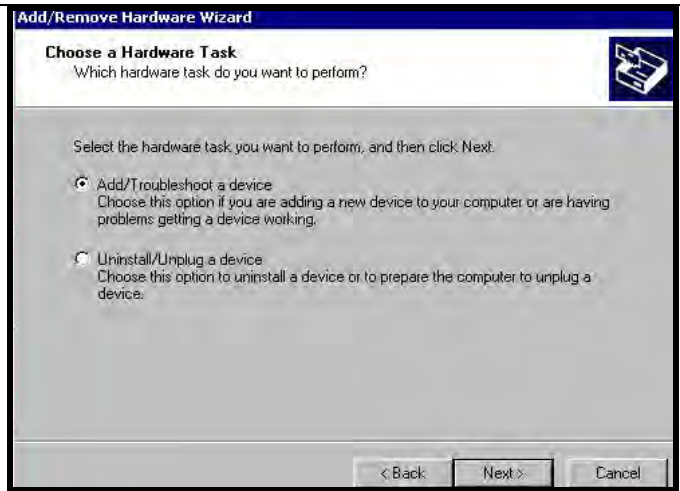 Add/Remove Hardware Wizard
Choose a Hardware Task
Which hardware task do you want to perform?
Select the hardware task you want to perform, and then click Next.
Add/Troubleshoot a device
Choose this option if you are adding a new device to your computer or are having
problems getting a device working.
Uninstall/Unplug a device
Choose this option to uninstall a device or to prepare the computer to unplug a
device.
< Back Next > Cancel